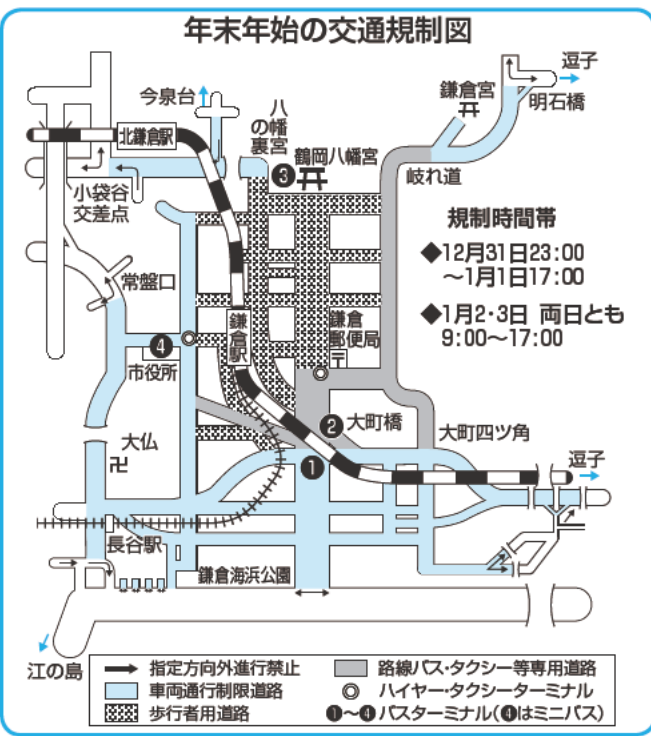 年末年始の交通規制図
逗子
今泉台
八幡宮の裏
鎌倉宮
明石橋
北鎌倉駅
❸
鶴岡八幡宮
岐れ道
小袋谷
交差点
規制時間帯
◆12月31日23:00
～1月1日17:00
◆1月2・3日 両日とも
9:00～17:00
常盤口
鎌倉駅
鎌倉
郵便局
〒
❹
市役所
❷
大町橋
大町四ツ角
大仏
卍
❶
逗子
長谷駅
鎌倉海浜公園
江の島
指定方向外進行禁止
路線バス・タクシー等専用道路
車両通行制限道路
ハイヤー・タクシーターミナル
歩行者用道路
❶～❹バスターミナル(❹はミニバス)